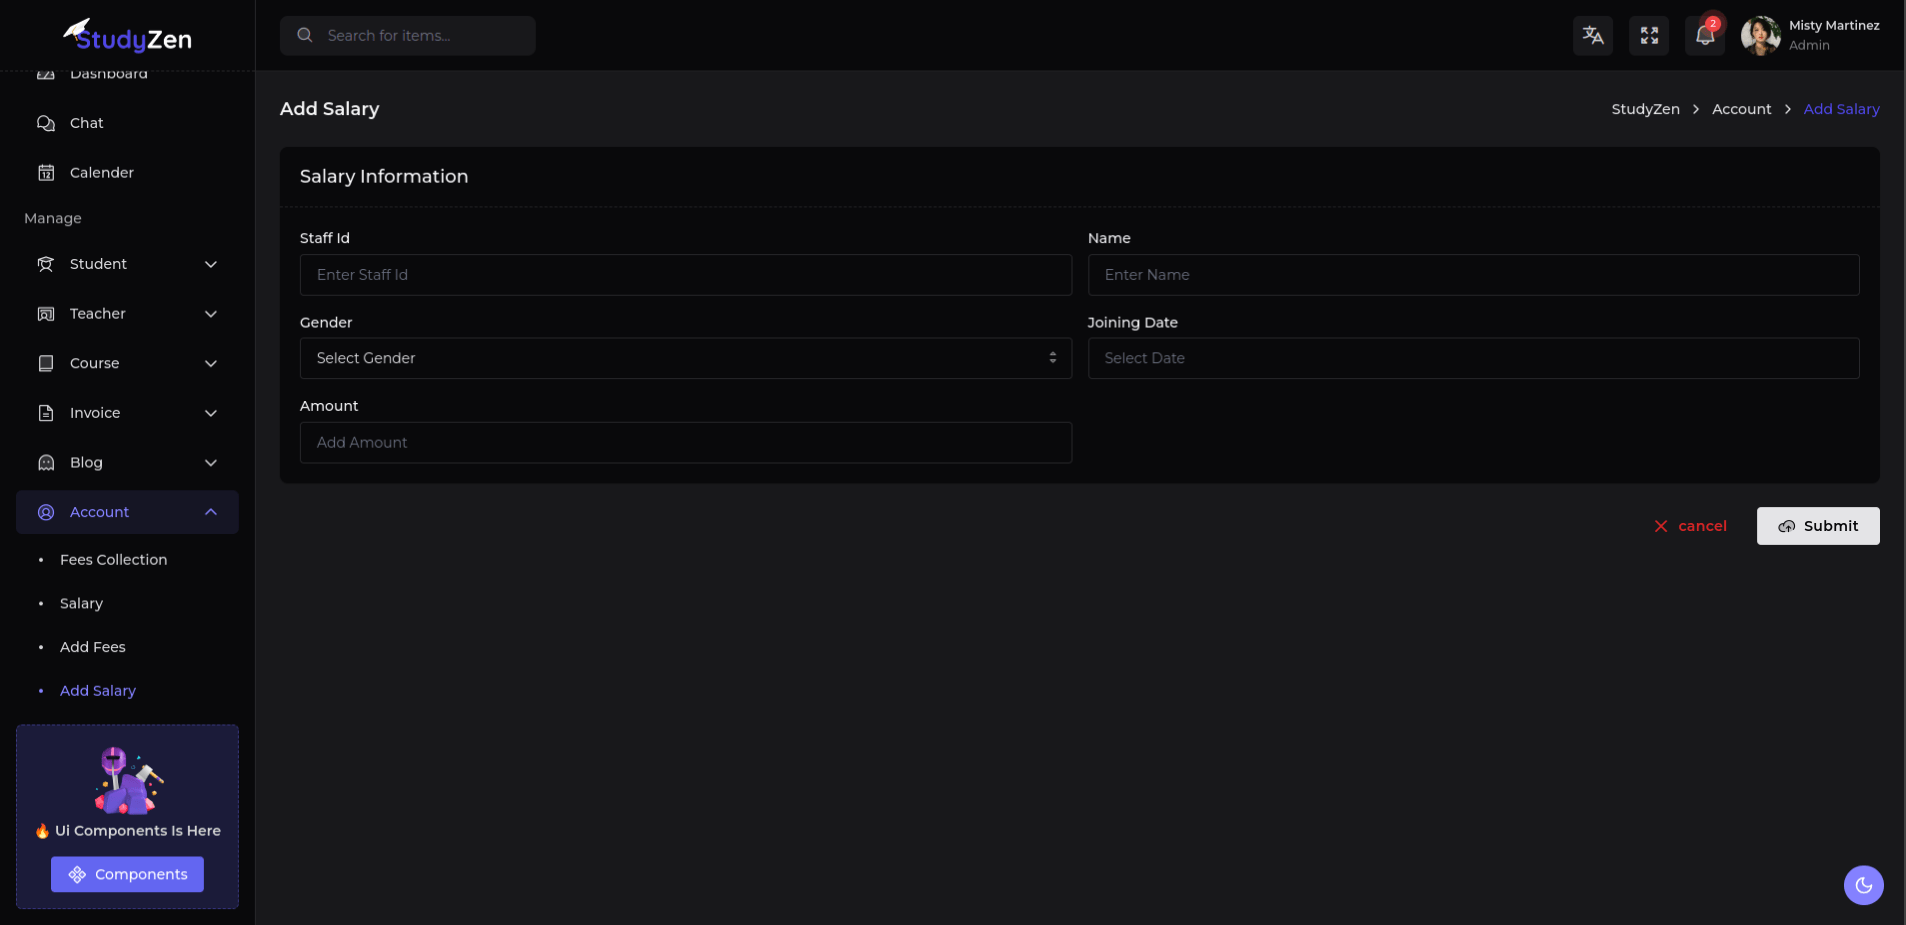 StudyZen
Search for items...
2
Misty Martinez
Admin
Dashboard
Chat
12
Calender
Manage
Student
Teacher
Course
Invoice
Blog
Account
Fees Collection
Salary
Add Fees
Add Salary
🔥 Ui Components Is Here
Components
Add Salary
StudyZen > Account > Add Salary
Salary Information
Staff Id
Enter Staff Id
Name
Enter Name
Gender
Select Gender
Joining Date
Select Date
Amount
Add Amount
cancel
Submit